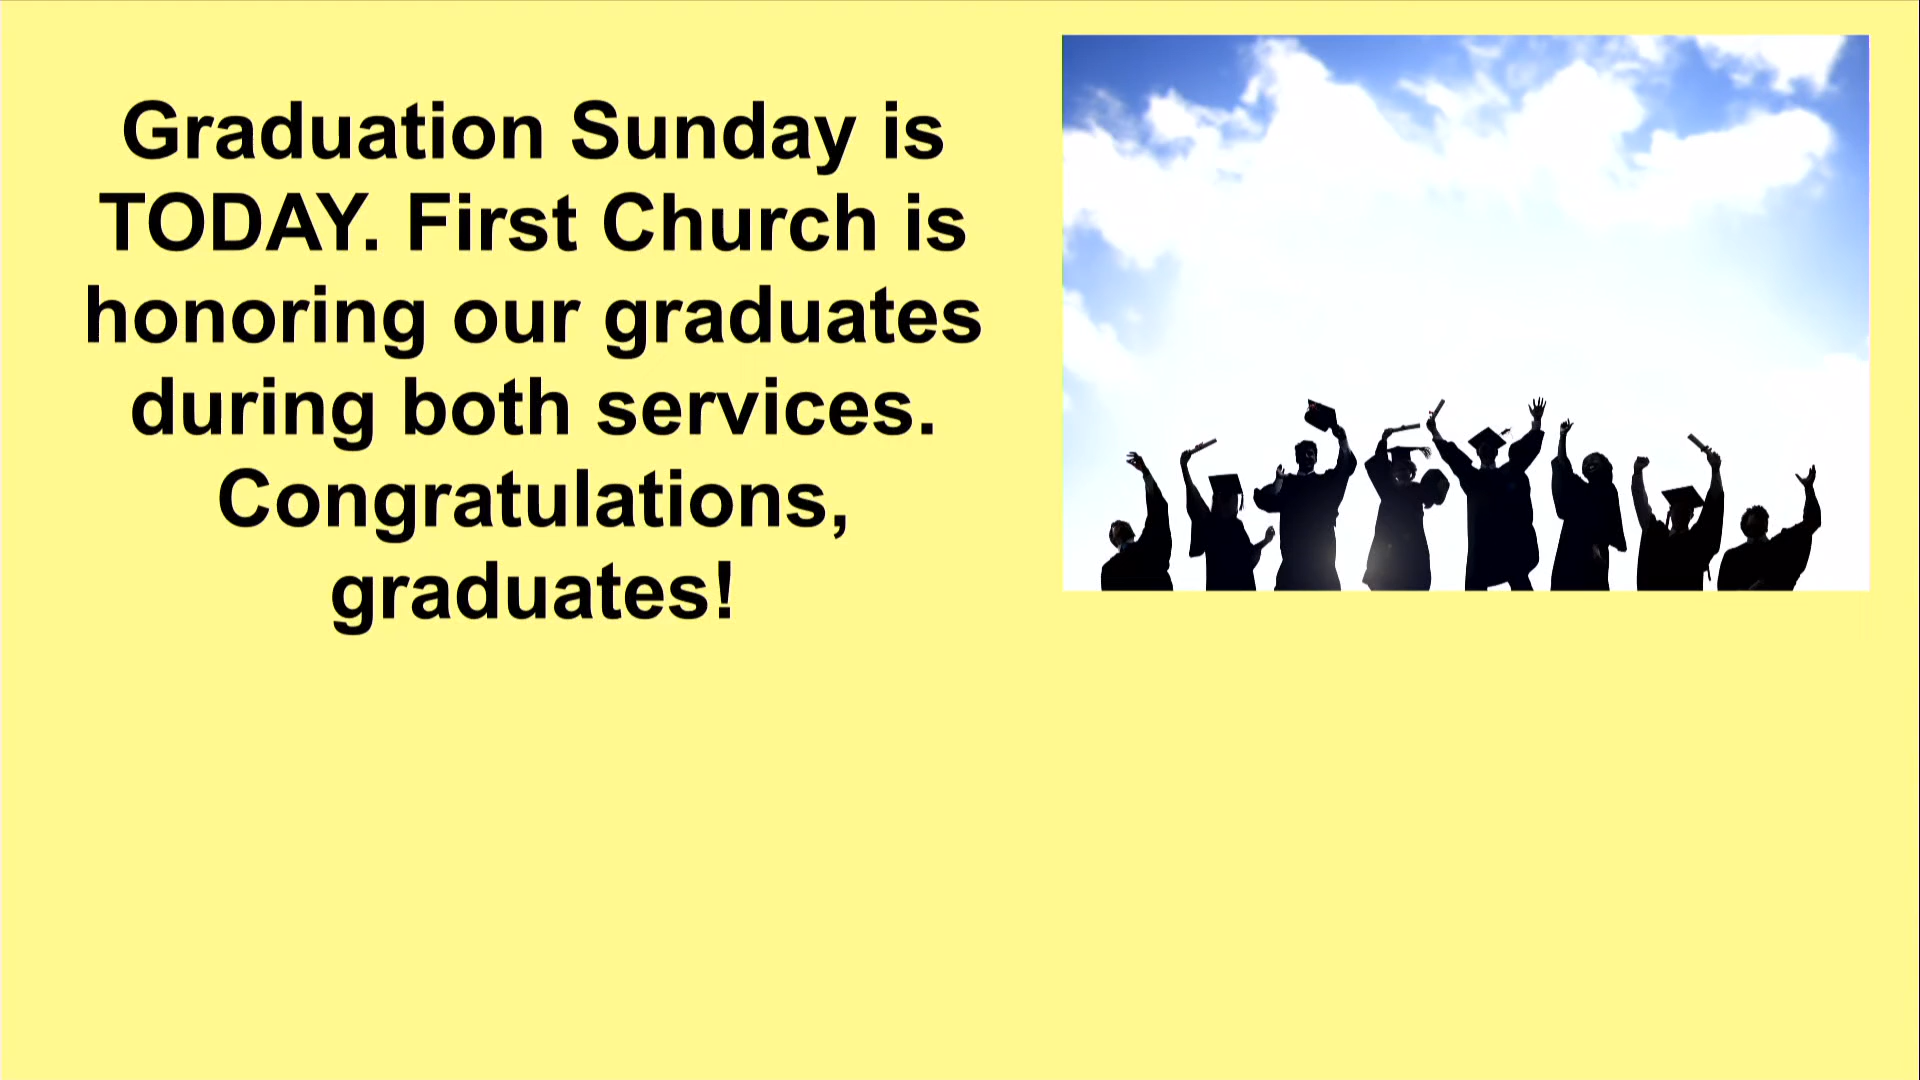 Graduation Sunday is
TODAY. First Church is
honoring our graduates
during both services.
Congratulations,
graduates!